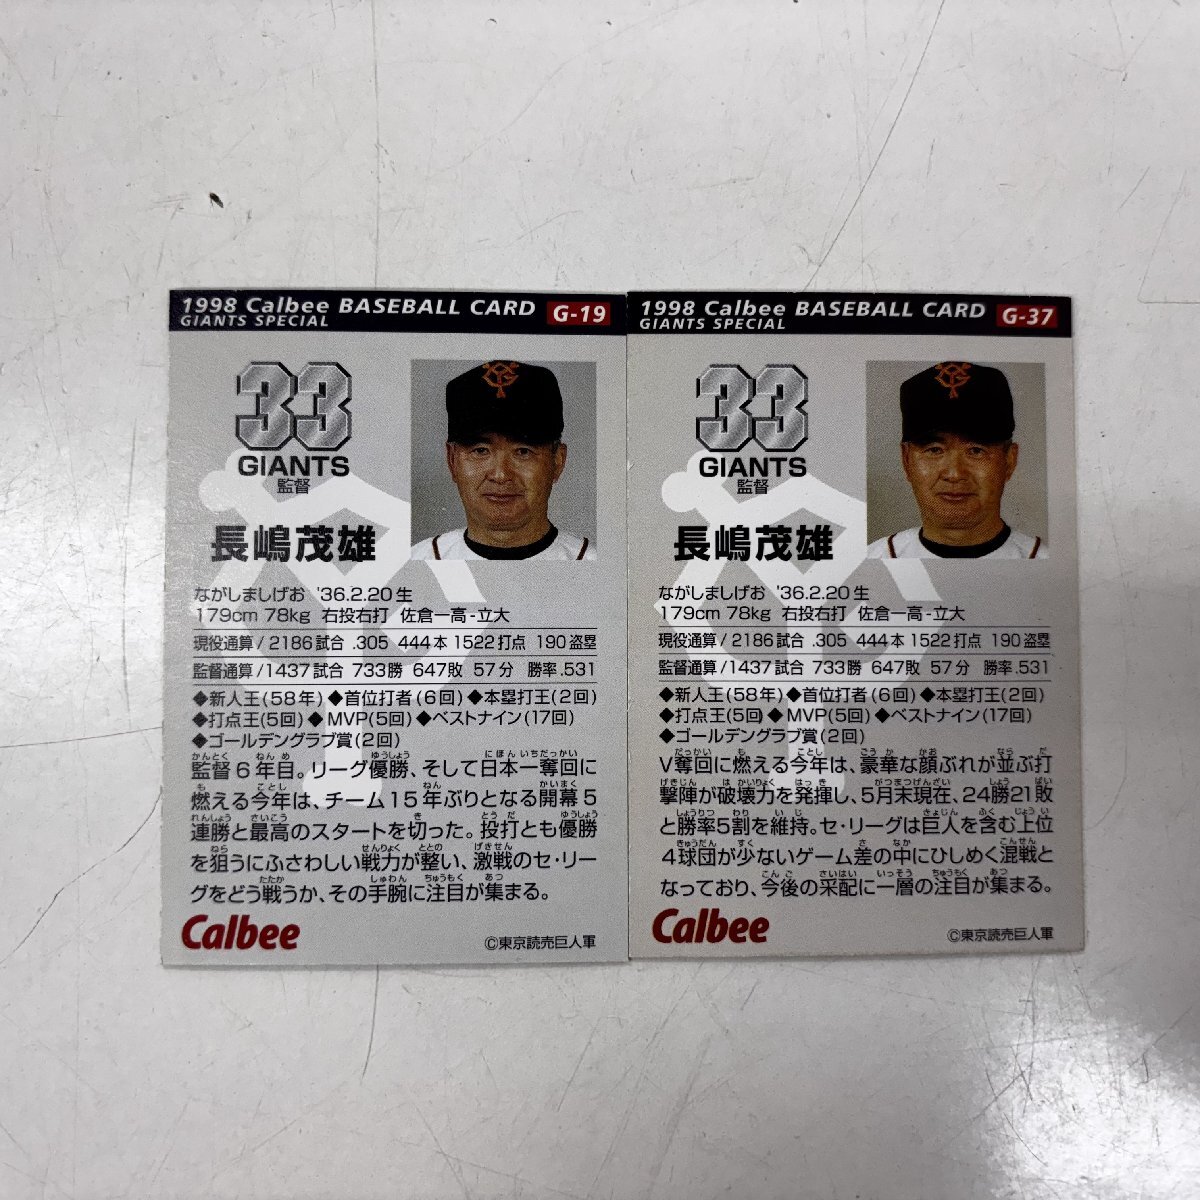 1998 Calbee BASEBALL CARD G-19
GIANTS SPECIAL
33
GIANTS
監督
長嶋茂雄
ながしましげお '36.2.20生
179cm 78kg 右投右打 佐倉一高-立大
現役通算/2186試合 .305 444本 1522打点 190盗塁
監督通算/1437試合 733勝 647敗 57分 勝率.531
◆新人王(58年)◆首位打者(6回)◆本塁打王(2回)
◆打点王(5回)◆MVP(5回)◆ベストナイン(17回)
◆ゴールデングラブ賞(2回)
監督6年目。リーグ優勝、そして日本一奪回に
燃える今年は、チーム15年ぶりとなる開幕5
連勝と最高のスタートを切った。投打とも優勝
を狙うにふさわしい戦力が整い、激戦のセ・リー
グをどう戦うか、その手腕に注目が集まる。
Calbee
©東京読売巨人軍
1998 Calbee BASEBALL CARD G-37
GIANTS SPECIAL
33
GIANTS
監督
長嶋茂雄
ながしましげお '36.2.20生
179cm 78kg 右投右打 佐倉一高-立大
現役通算/2186試合 .305 444本 1522打点 190盗塁
監督通算/1437試合 733勝 647敗 57分 勝率.531
◆新人王(58年)◆首位打者(6回)◆本塁打王(2回)
◆打点王(5回)◆MVP(5回)◆ベストナイン(17回)
◆ゴールデングラブ賞(2回)
V奪回に燃える今年は、豪華な顔ぶれが並ぶ打
撃陣が破壊力を発揮し、5月末現在、24勝21敗
と勝率5割を維持。セ・リーグは巨人を含む上位
4球団が少ないゲーム差の中にひしめく混戦と
なっており、今後の采配に一層の注目が集まる。
Calbee
©東京読売巨人軍